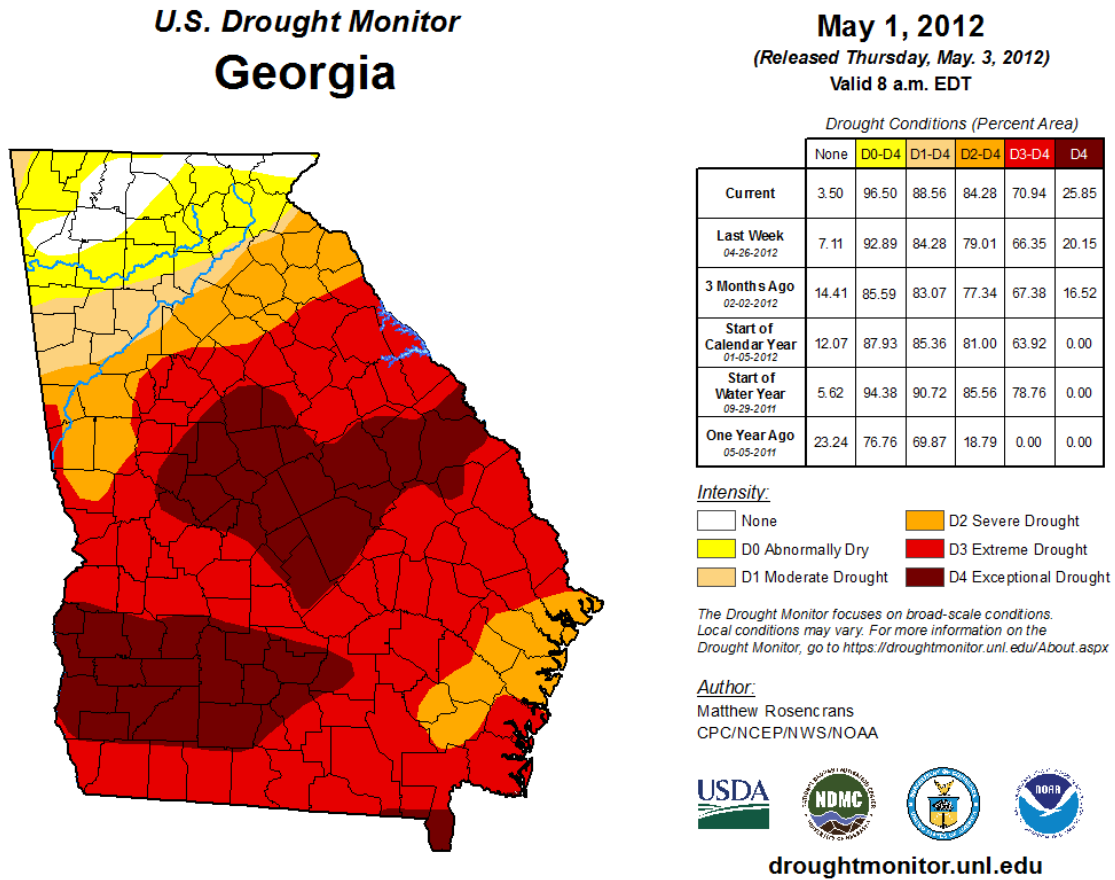 U.S. Drought Monitor
Georgia
May 1, 2012
(Released Thursday, May. 3, 2012)
Valid 8 a.m. EDT
Drought Conditions (Percent Area)
None D0-D4 D1-D4 D2-D4 D3-D4 D4
Current 3.50 96.50 88.56 84.28 70.94 25.85
Last Week
04-26-2012
7.11 92.89 84.28 79.01 66.35 20.15
3 Months Ago
02-02-2012
14.41 85.59 83.07 77.34 67.38 16.52
Start of
Calendar Year
01-05-2012
12.07 87.93 85.36 81.00 63.92 0.00
Start of
Water Year
09-29-2011
5.62 94.38 90.72 85.56 78.76 0.00
One Year Ago
05-05-2011
23.24 76.76 69.87 18.79 0.00 0.00
Intensity:
None
D0 Abnormally Dry
D1 Moderate Drought
D2 Severe Drought
D3 Extreme Drought
D4 Exceptional Drought
The Drought Monitor focuses on broad-scale conditions.
Local conditions may vary. For more information on the
Drought Monitor, go to https://droughtmonitor.unl.edu/About.aspx
Author:
Matthew Rosencrans
CPC/NCEP/NWS/NOAA
USDA
NDMC
NOAA
droughtmonitor.unl.edu